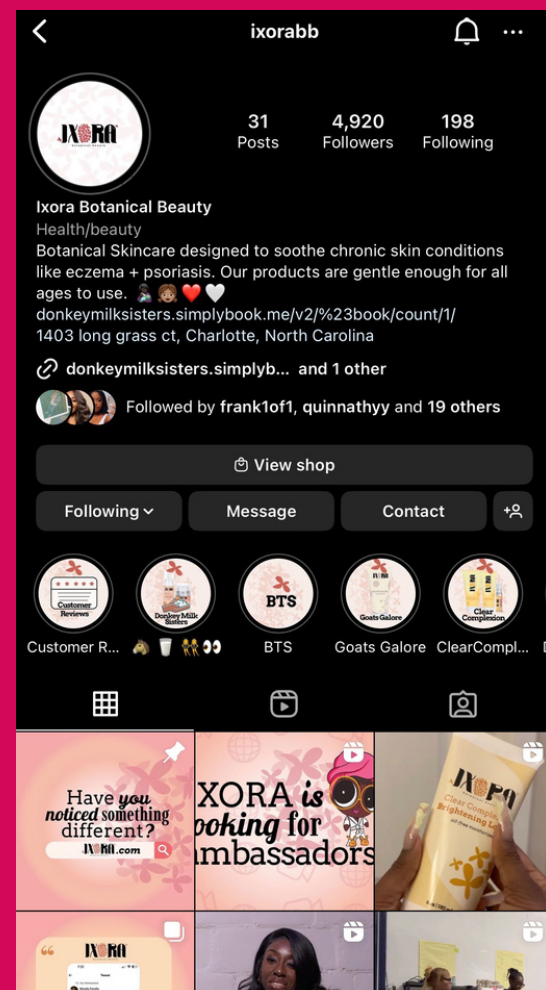 ixorabb
IXORA
31
4,920
198
Posts
Followers
Following
Ixora Botanical Beauty
Health/beauty
Botanical Skincare designed to soothe chronic skin conditions
like eczema + psoriasis. Our products are gentle enough for all
ages to use.
donkeymilksisters.simplybook.me/v2/%23book/count/1/
1403 long grass ct, Charlotte, North Carolina
donkeymilksisters.simplyb... and 1 other
Followed by frank1of1, quinnathyy and 19 others
View shop
Following
Message
Contact
Customer
Reviews
Donkey Milk
Sisters
BTS
IXORA
Goats Galore
Clear
Complexion
Customer R...
BTS
Goats Galore
ClearCompl...
Have you
noticed something
different?
IXORA.com
IXORA is
ooking for
mbassadors
IXORA
Clear Comple
Brightening Lo
IXORA
Tweet